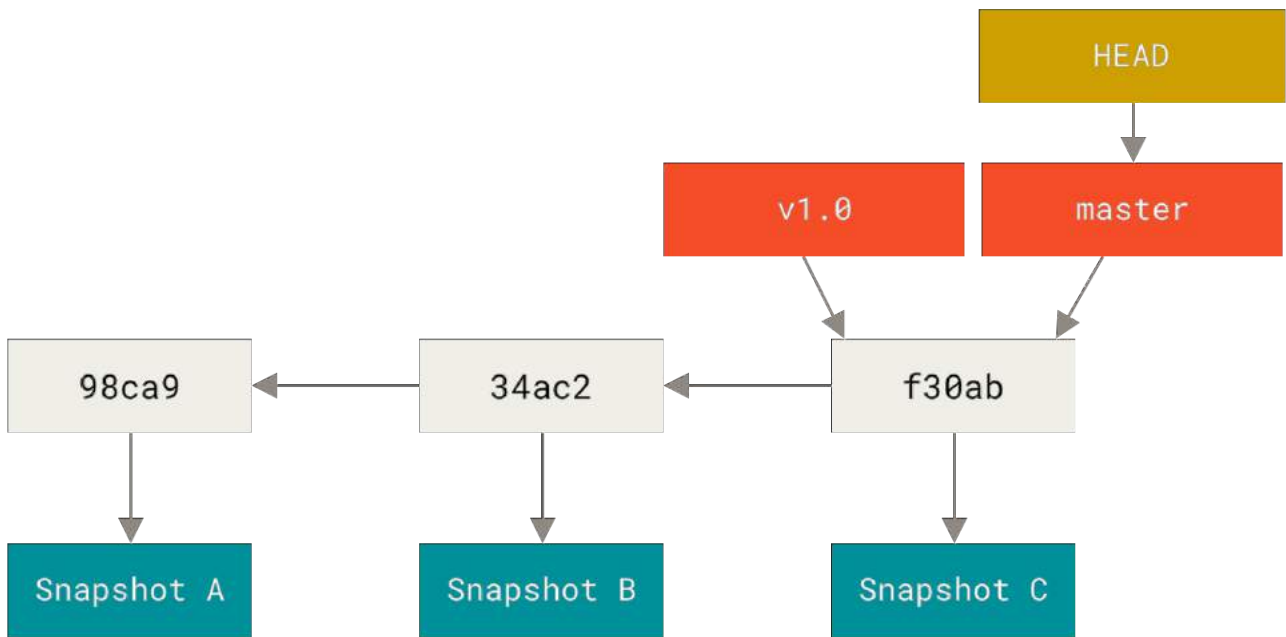 HEAD
v1.0
master
98ca9
34ac2
f30ab
Snapshot A
Snapshot B
Snapshot C